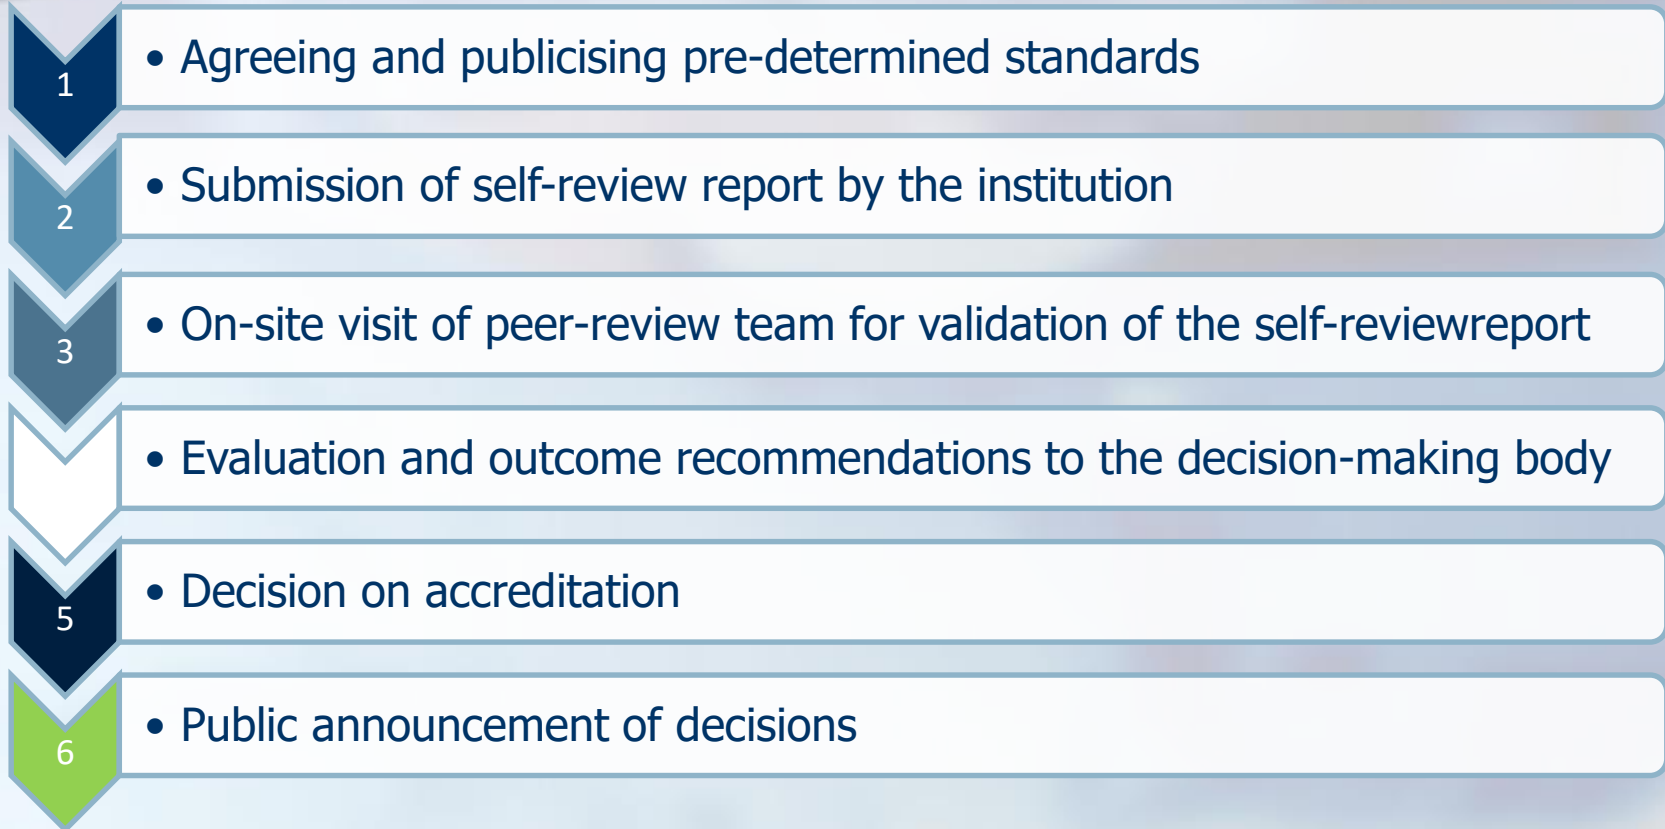 1
• Agreeing and publicising pre-determined standards
2
• Submission of self-review report by the institution
3
• On-site visit of peer-review team for validation of the self-reviewreport
• Evaluation and outcome recommendations to the decision-making body
5
• Decision on accreditation
6
• Public announcement of decisions